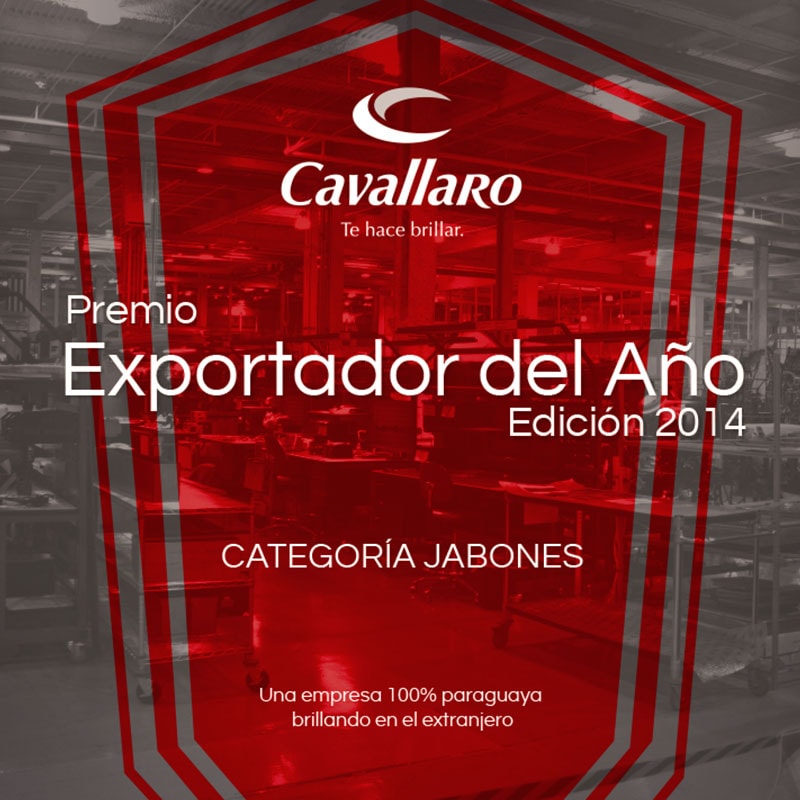 Cavallaro
Te hace brillar.
Premio
Exportador del Año
Edición 2014
CATEGORÍA JABONES
Una empresa 100% paraguaya
brillando en el extranjero